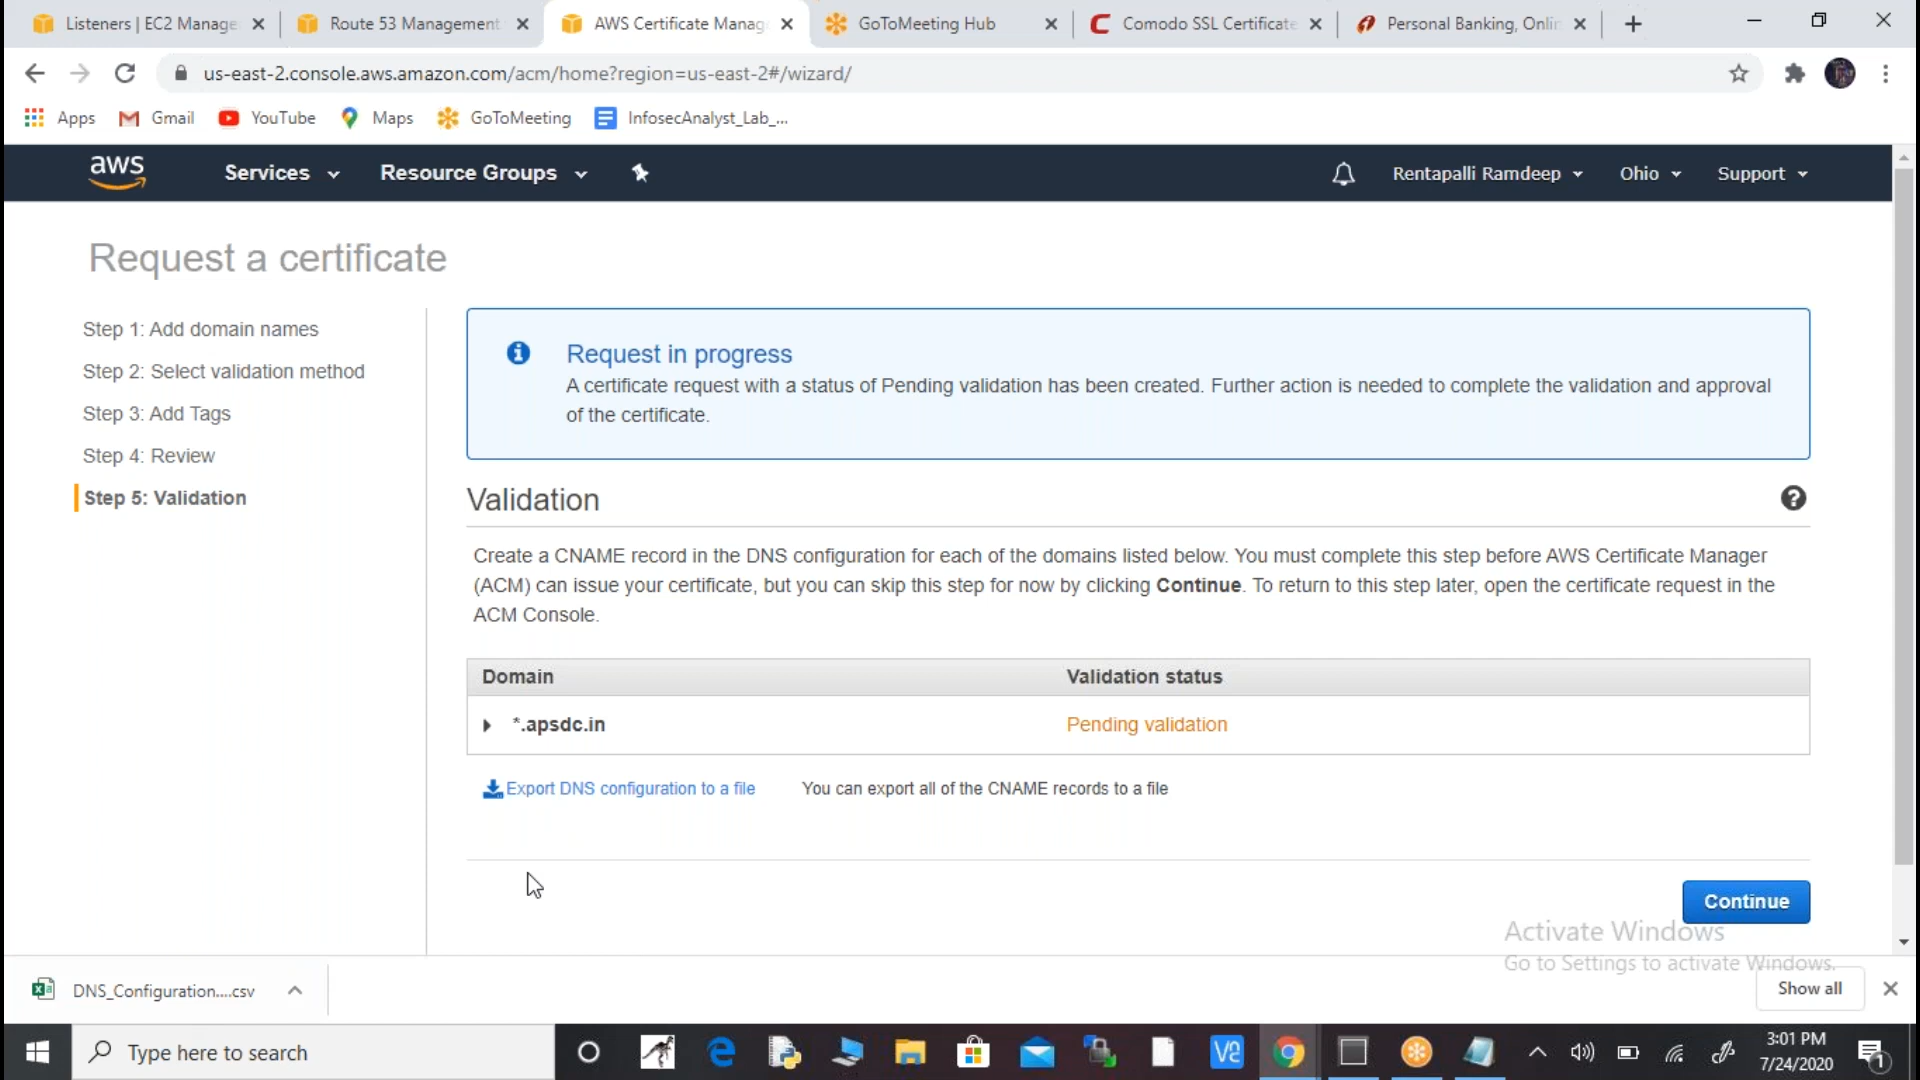 Listeners | EC2 Manage
Route 53 Management
AWS Certificate Manag
GoToMeeting Hub
Comodo SSL Certificate
Personal Banking, Onlin
us-east-2.console.aws.amazon.com/acm/home?region=us-east-2#/wizard/
Apps
Gmail
YouTube
Maps
GoToMeeting
InfosecAnalyst_Lab_...
aws
Services
Resource Groups
Rentapalli Ramdeep
Ohio
Support
Request a certificate
Step 1: Add domain names
Step 2: Select validation method
Step 3: Add Tags
Step 4: Review
Step 5: Validation
Request in progress
A certificate request with a status of Pending validation has been created. Further action is needed to complete the validation and approval
of the certificate.
Validation
Create a CNAME record in the DNS configuration for each of the domains listed below. You must complete this step before AWS Certificate Manager
(ACM) can issue your certificate, but you can skip this step for now by clicking Continue. To return to this step later, open the certificate request in the
ACM Console.
Domain
Validation status
*.apsdc.in
Pending validation
Export DNS configuration to a file
You can export all of the CNAME records to a file
Continue
Activate Windows
Go to Settings to activate Windows.
DNS_Configuration....csv
Show all
Type here to search
3:01 PM
7/24/2020
1